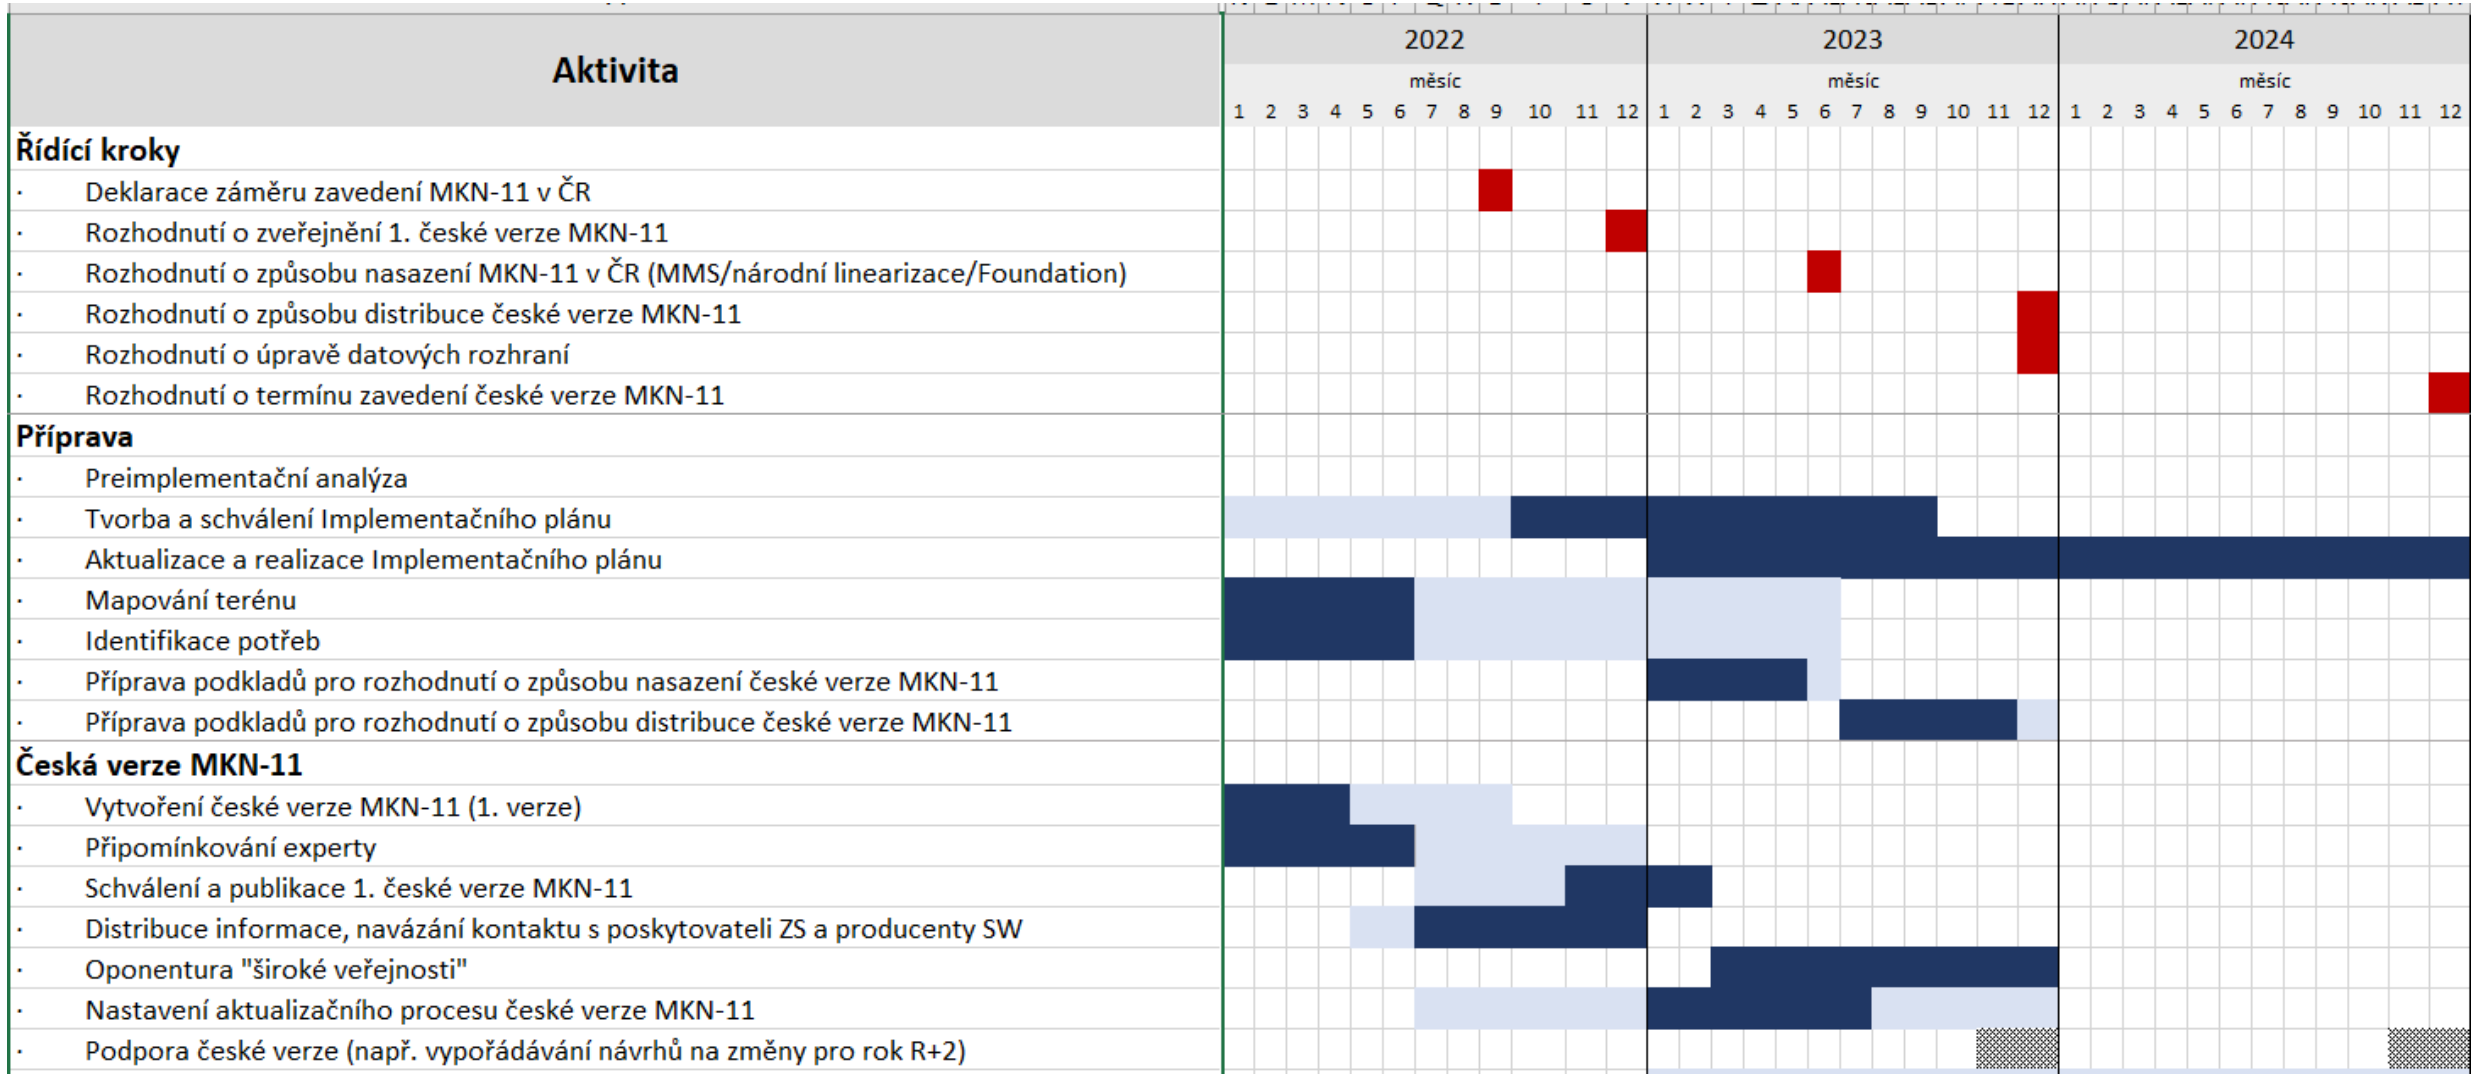 Aktivita
2022 2023 2024
měsíc měsíc měsíc
1 2 3 4 5 6 7 8 9 10 11 12 1 2 3 4 5 6 7 8 9 10 11 12 1 2 3 4 5 6 7 8 9 10 11 12
Řídící kroky
· Deklarace záměru zavedení MKN-11 v ČR
· Rozhodnutí o zveřejnění 1. české verze MKN-11
· Rozhodnutí o způsobu nasazení MKN-11 v ČR (MMS/národní linearizace/Foundation)
· Rozhodnutí o způsobu distribuce české verze MKN-11
· Rozhodnutí o úpravě datových rozhraní
· Rozhodnutí o termínu zavedení české verze MKN-11
Příprava
· Preimplementační analýza
· Tvorba a schválení Implementačního plánu
· Aktualizace a realizace Implementačního plánu
· Mapování terénu
· Identifikace potřeb
· Příprava podkladů pro rozhodnutí o způsobu nasazení české verze MKN-11
· Příprava podkladů pro rozhodnutí o způsobu distribuce české verze MKN-11
Česká verze MKN-11
· Vytvoření české verze MKN-11 (1. verze)
· Připomínkování experty
· Schválení a publikace 1. české verze MKN-11
· Distribuce informace, navázání kontaktu s poskytovateli ZS a producenty SW
· Oponentura "široké veřejnosti"
· Nastavení aktualizačního procesu české verze MKN-11
· Podpora české verze (např. vypořádávání návrhů na změny pro rok R+2)